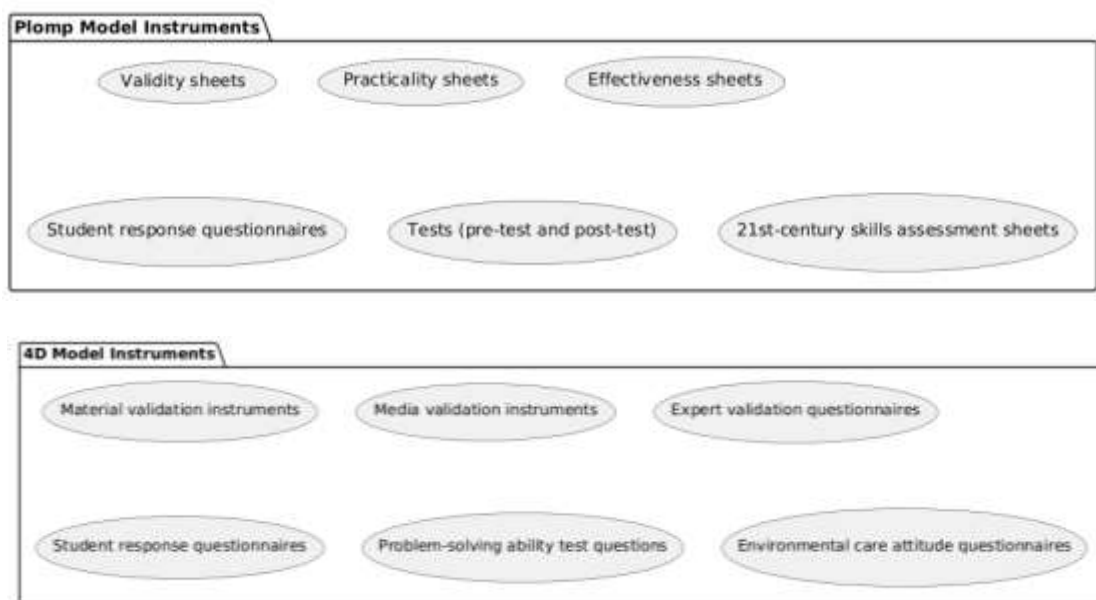 Plomp Model Instruments
Validity sheets
Practicality sheets
Effectiveness sheets
Student response questionnaires
Tests (pre-test and post-test)
21st-century skills assessment sheets
4D Model Instruments
Material validation instruments
Media validation instruments
Expert validation questionnaires
Student response questionnaires
Problem-solving ability test questions
Environmental care attitude questionnaires